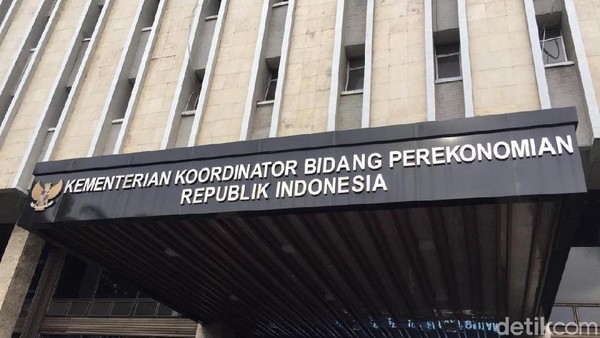 KEMENTERIAN KOORDINATOR BIDANG PEREKONOMIAN
REPUBLIK INDONESIA
detikcom